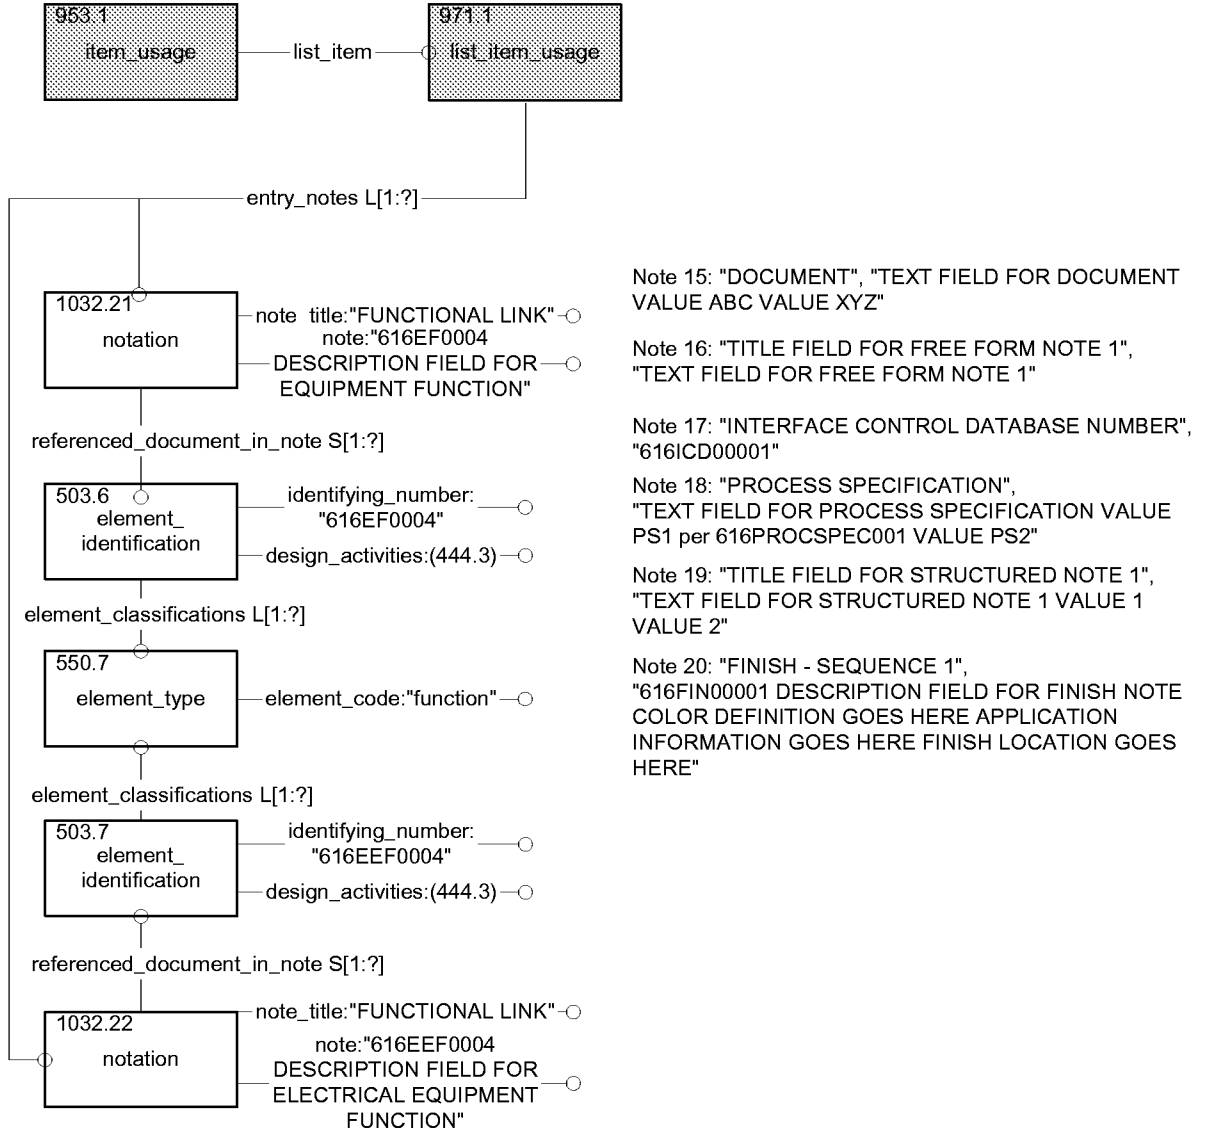 953.1
item_usage
list_item
971.1
list_item_usage
entry_notes L[1:?]
1032.21
notation
note_title:"FUNCTIONAL LINK"
note:"616EF0004
DESCRIPTION FIELD FOR
EQUIPMENT FUNCTION"
referenced_document_in_note S[1:?]
503.6
element_
identification
identifying_number:
"616EF0004"
design_activities:(444.3)
element_classifications L[1:?]
550.7
element_type
element_code:"function"
element_classifications L[1:?]
503.7
element_
identification
identifying_number:
"616EEF0004"
design_activities:(444.3)
referenced_document_in_note S[1:?]
1032.22
notation
note_title:"FUNCTIONAL LINK"
note:"616EEF0004
DESCRIPTION FIELD FOR
ELECTRICAL EQUIPMENT
FUNCTION"
Note 15: "DOCUMENT", "TEXT FIELD FOR DOCUMENT
VALUE ABC VALUE XYZ"
Note 16: "TITLE FIELD FOR FREE FORM NOTE 1",
"TEXT FIELD FOR FREE FORM NOTE 1"
Note 17: "INTERFACE CONTROL DATABASE NUMBER",
"616ICD00001"
Note 18: "PROCESS SPECIFICATION",
"TEXT FIELD FOR PROCESS SPECIFICATION VALUE
PS1 per 616PROCSPEC001 VALUE PS2"
Note 19: "TITLE FIELD FOR STRUCTURED NOTE 1",
"TEXT FIELD FOR STRUCTURED NOTE 1 VALUE 1
VALUE 2"
Note 20: "FINISH - SEQUENCE 1",
"616FIN00001 DESCRIPTION FIELD FOR FINISH NOTE
COLOR DEFINITION GOES HERE APPLICATION
INFORMATION GOES HERE FINISH LOCATION GOES
HERE"